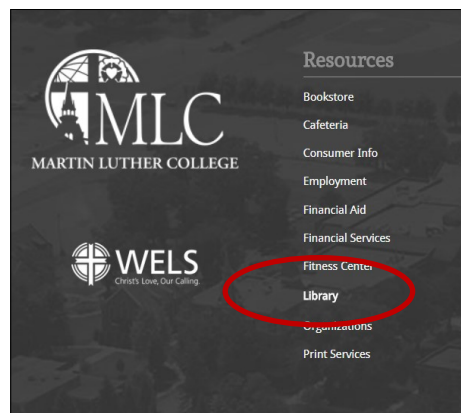 MLC
MARTIN LUTHER COLLEGE
WELS
Christ's Love, Our Calling.
Resources
Bookstore
Cafeteria
Consumer Info
Employment
Financial Aid
Financial Services
Fitness Center
Library
Organizations
Print Services